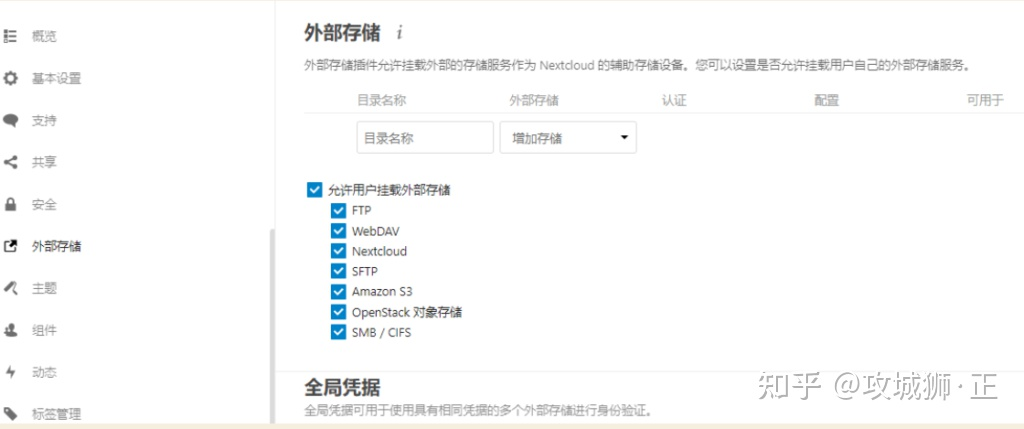 概览
基本设置
支持
共享
安全
外部存储
主题
组件
动态
标签管理
外部存储 i
外部存储插件允许挂载外部的存储服务作为 Nextcloud 的辅助存储设备。您可以设置是否允许挂载用户自己的外部存储服务。
目录名称 外部存储 认证 配置 可用于
目录名称 增加存储
允许用户挂载外部存储
FTP
WebDAV
Nextcloud
SFTP
Amazon S3
OpenStack 对象存储
SMB / CIFS
全局凭据
全局凭据可用于使用具有相同凭据的多个外部存储进行身份验证。
知乎 @攻城狮·正